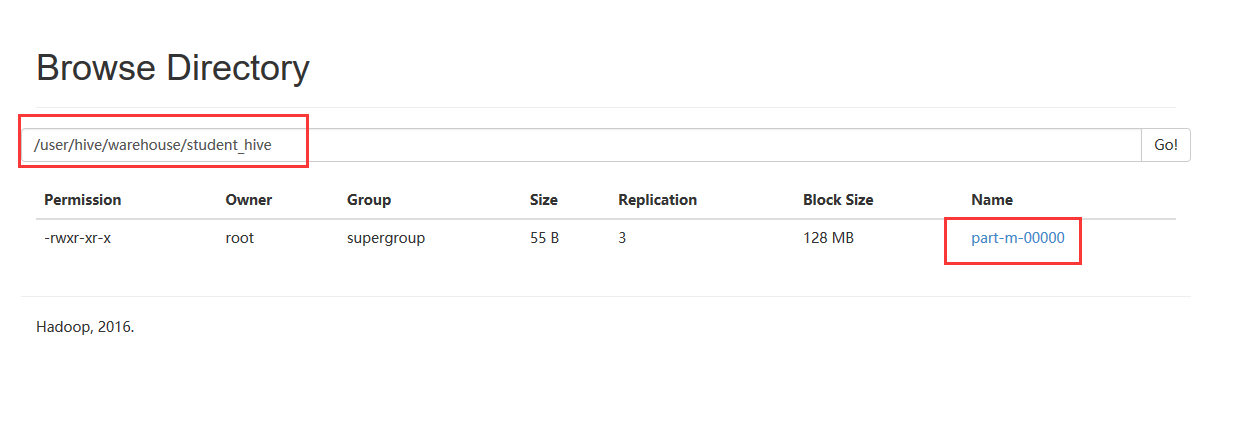 Browse Directory
/user/hive/warehouse/student_hive Go!
Permission Owner Group Size Replication Block Size Name
-rwxr-xr-x root supergroup 55 B 3 128 MB part-m-00000
Hadoop, 2016.